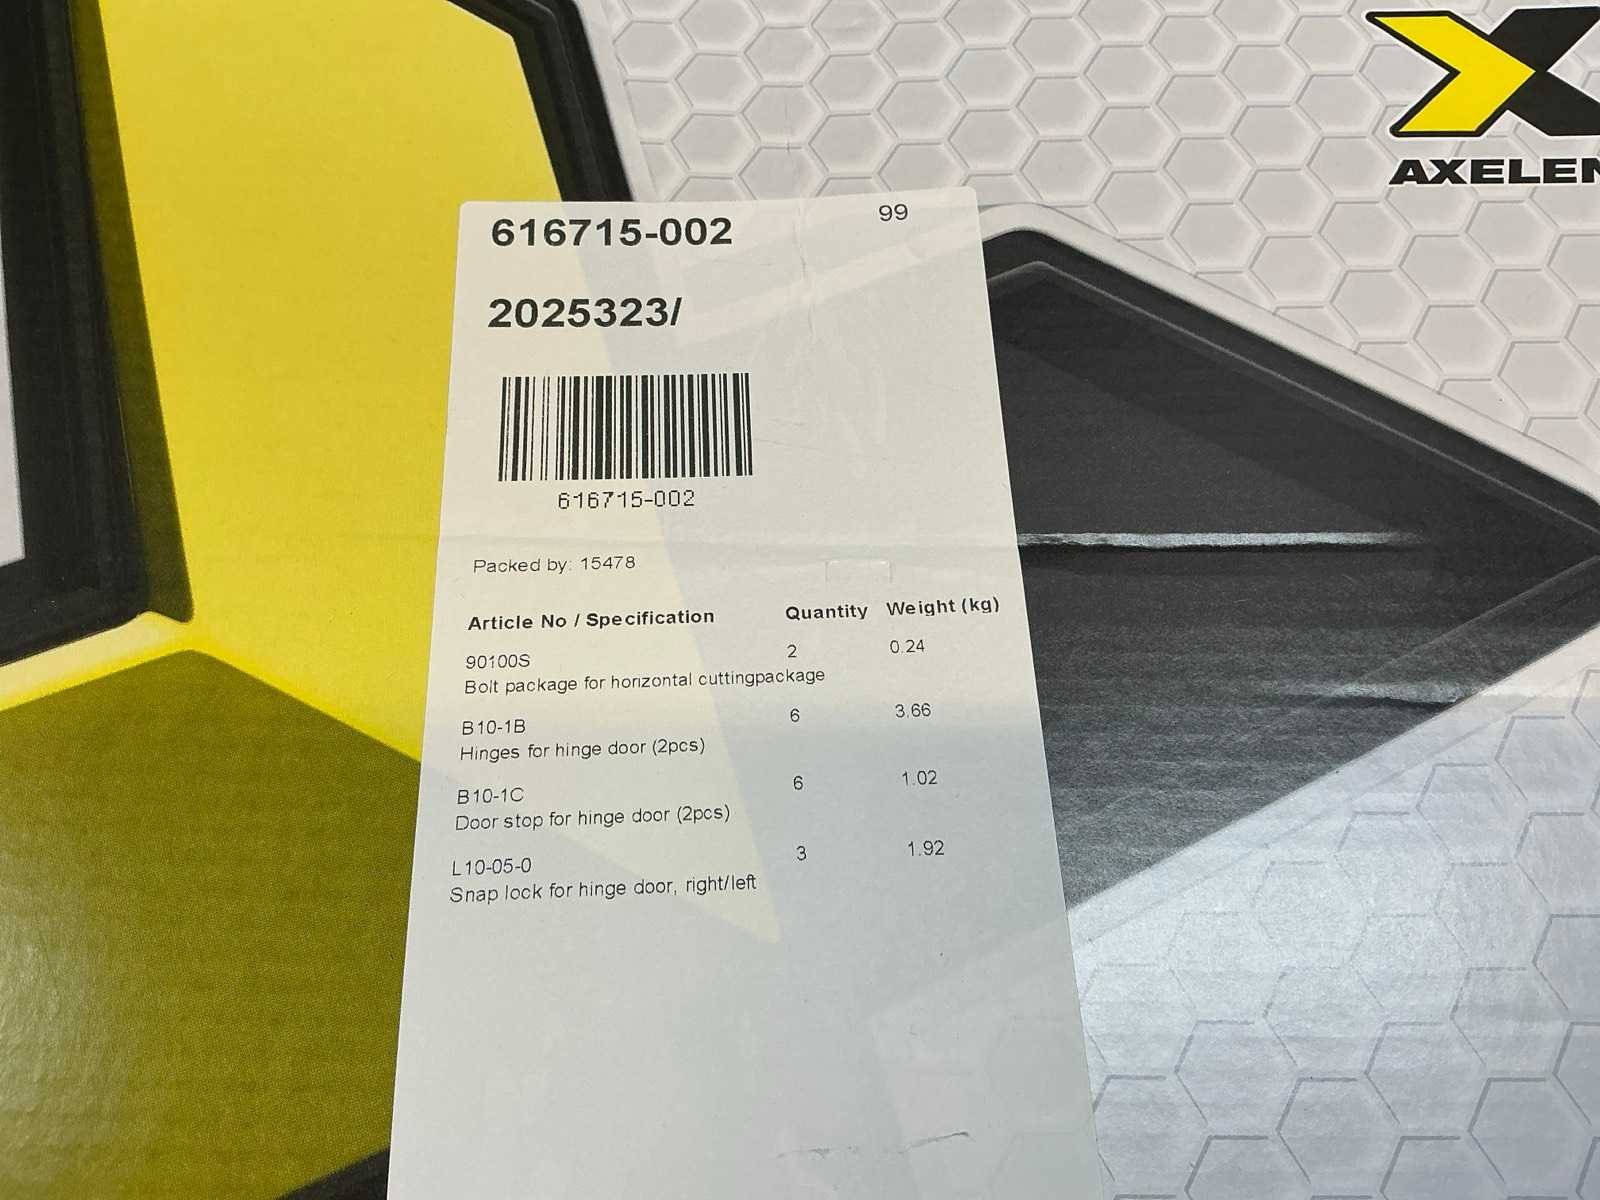 AXELEN
616715-002
99
2025323/
616715-002
Packed by: 15478
Article No / Specification Quantity Weight (kg)
90100S 2 0.24
Bolt package for horizontal cuttingpackage
B10-1B 6 3.66
Hinges for hinge door (2pcs)
B10-1C 6 1.02
Door stop for hinge door (2pcs)
L10-05-0 3 1.92
Snap lock for hinge door, right/left